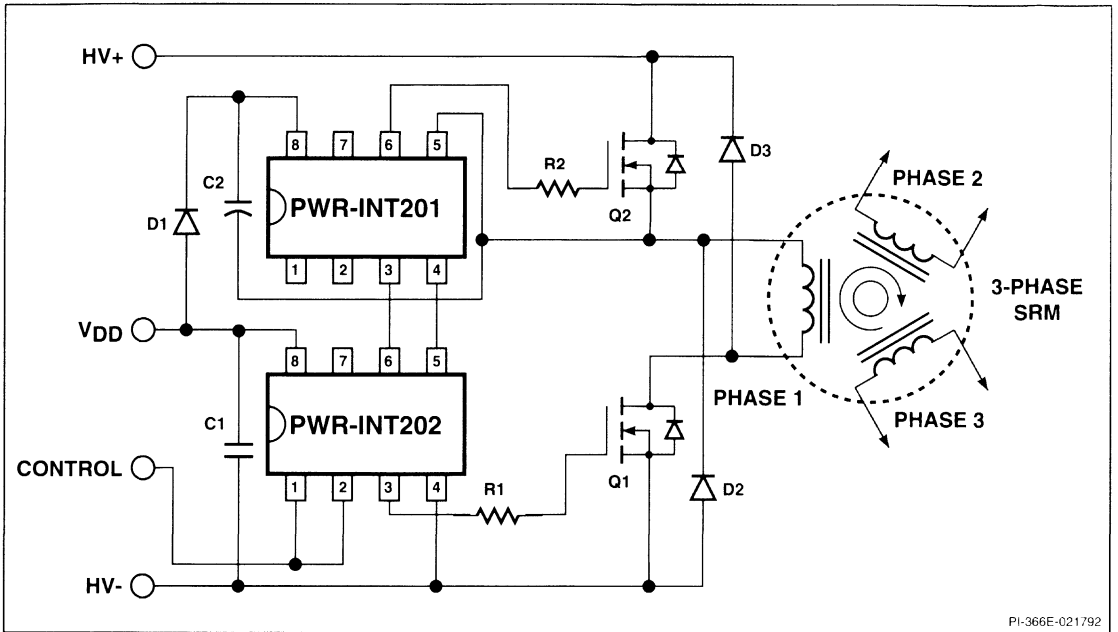 HV+
8 7 6 5
D3
R2
PHASE 2
C2
PWR-INT201
D1
Q2
1 2 3 4
3-PHASE
SRM
VDD
8 7 6 5
PHASE 1
C1
PWR-INT202
PHASE 3
CONTROL
Q1
1 2 3 4
R1
D2
HV-
PI-366E-021792